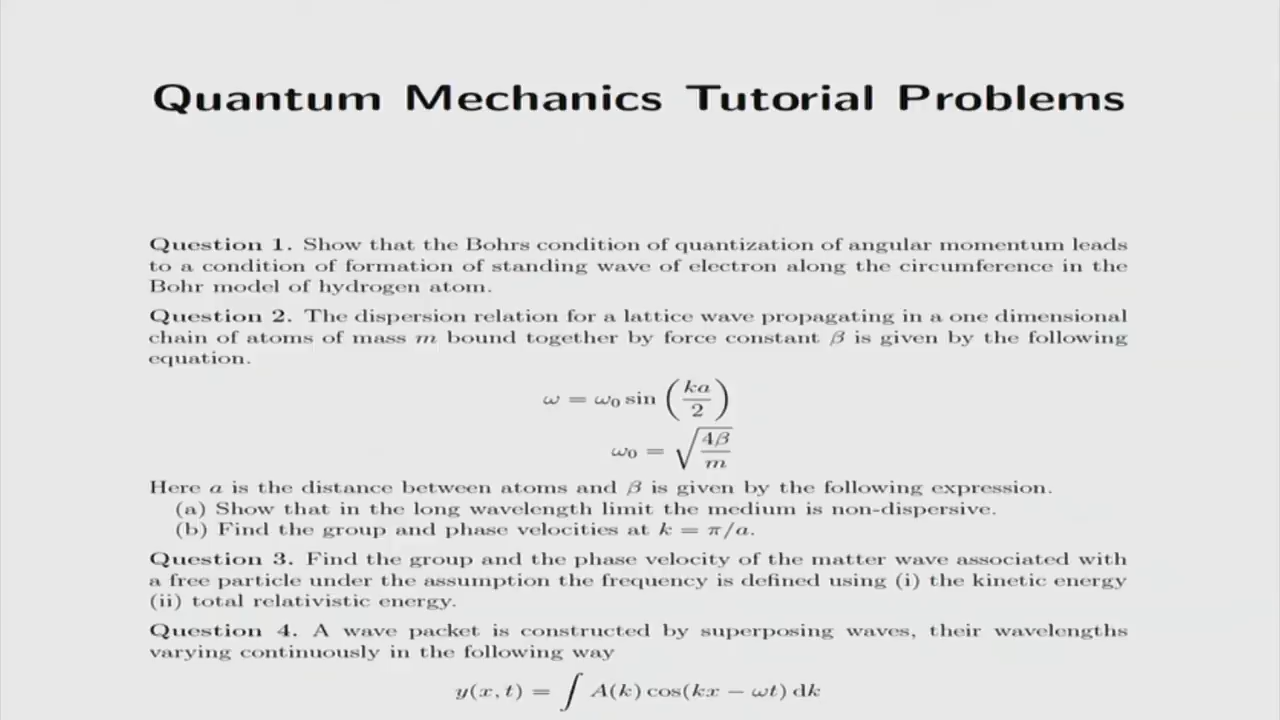 Quantum Mechanics Tutorial Problems
Question 1. Show that the Bohrs condition of quantization of angular momentum leads
to a condition of formation of standing wave of electron along the circumference in the
Bohr model of hydrogen atom.
Question 2. The dispersion relation for a lattice wave propagating in a one dimensional
chain of atoms of mass m bound together by force constant β is given by the following
equation.
ω = ω₀ sin (ka/2)
ω₀ = √(4β/m)
Here a is the distance between atoms and β is given by the following expression.
(a) Show that in the long wavelength limit the medium is non-dispersive.
(b) Find the group and phase velocities at k = π/a.
Question 3. Find the group and the phase velocity of the matter wave associated with
a free particle under the assumption the frequency is defined using (i) the kinetic energy
(ii) total relativistic energy.
Question 4. A wave packet is constructed by superposing waves, their wavelengths
varying continuously in the following way
y(x, t) = ∫ A(k) cos(kx − ωt) dk